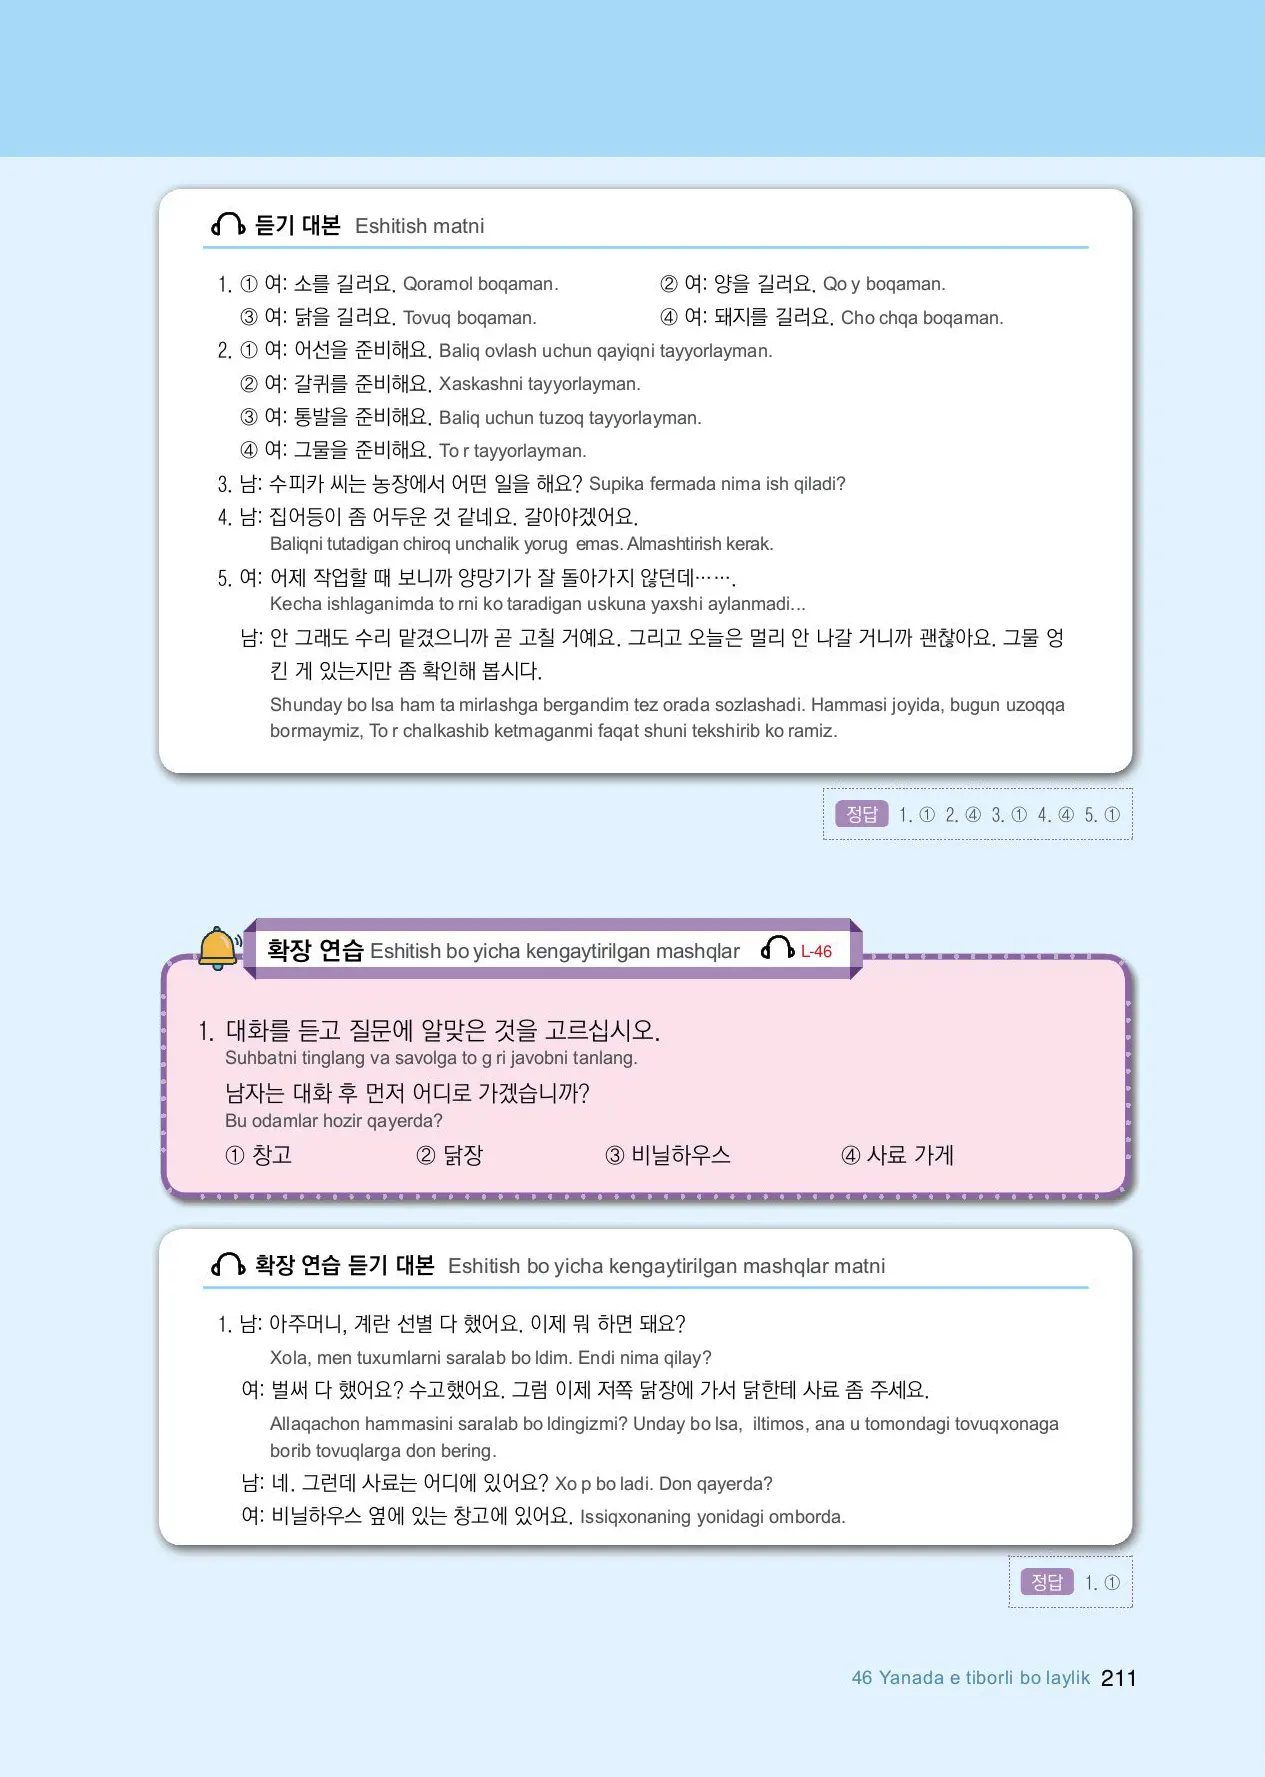 듣기 대본 Eshitish matni
1. ① 여: 소를 길러요. Qoramol boqaman. ② 여: 양을 길러요. Qo y boqaman.
③ 여: 닭을 길러요. Tovuq boqaman. ④ 여: 돼지를 길러요. Cho chqa boqaman.
2. ① 여: 어선을 준비해요. Baliq ovlash uchun qayiqni tayyorlayman.
② 여: 갈퀴를 준비해요. Xaskashni tayyorlayman.
③ 여: 통발을 준비해요. Baliq uchun tuzoq tayyorlayman.
④ 여: 그물을 준비해요. To r tayyorlayman.
3. 남: 수피카 씨는 농장에서 어떤 일을 해요? Supika fermada nima ish qiladi?
4. 남: 집어등이 좀 어두운 것 같네요. 갈아야겠어요.
Baliqni tutadigan chiroq unchalik yorug emas. Almashtirish kerak.
5. 여: 어제 작업할 때 보니까 양망기가 잘 돌아가지 않던데…….
Kecha ishlaganimda to rni ko taradigan uskuna yaxshi aylanmadi...
남: 안 그래도 수리 맡겼으니까 곧 고칠 거예요. 그리고 오늘은 멀리 안 나갈 거니까 괜찮아요. 그물 엉
킨 게 있는지만 좀 확인해 봅시다.
Shunday bo lsa ham ta mirlashga bergandim tez orada sozlashadi. Hammasi joyida, bugun uzoqqa
bormaymiz, To r chalkashib ketmaganmi faqat shuni tekshirib ko ramiz.
정답 1. ① 2. ④ 3. ① 4. ④ 5. ①
확장 연습 Eshitish bo yicha kengaytirilgan mashqlar L-46
1. 대화를 듣고 질문에 알맞은 것을 고르십시오.
Suhbatni tinglang va savolga to g ri javobni tanlang.
남자는 대화 후 먼저 어디로 가겠습니까?
Bu odamlar hozir qayerda?
① 창고 ② 닭장 ③ 비닐하우스 ④ 사료 가게
확장 연습 듣기 대본 Eshitish bo yicha kengaytirilgan mashqlar matni
1. 남: 아주머니, 계란 선별 다 했어요. 이제 뭐 하면 돼요?
Xola, men tuxumlarni saralab bo ldim. Endi nima qilay?
여: 벌써 다 했어요? 수고했어요. 그럼 이제 저쪽 닭장에 가서 닭한테 사료 좀 주세요.
Allaqachon hammasini saralab bo ldingizmi? Unday bo lsa, iltimos, ana u tomondagi tovuqxonaga
borib tovuqlarga don bering.
남: 네. 그런데 사료는 어디에 있어요? Xo p bo ladi. Don qayerda?
여: 비닐하우스 옆에 있는 창고에 있어요. Issiqxonaning yonidagi omborda.
정답 1. ①
46 Yanada e tiborli bo laylik 211